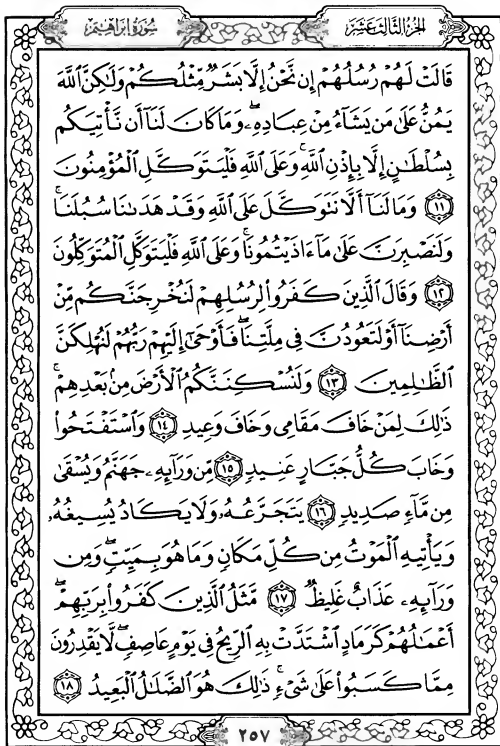 الجزء الثالث عشر
سورة ابراهيم
قَالَتْ لَهُمْ رُسُلُهُمْ إِن نَّحْنُ إِلَّا بَشَرٌ مِّثْلُكُمْ وَلَٰكِنَّ ٱللَّهَ
يَمُنُّ عَلَىٰ مَن يَشَآءُ مِنْ عِبَادِهِۦۖ وَمَا كَانَ لَنَآ أَن نَّأْتِيَكُم
بِسُلْطَٰنٍ إِلَّا بِإِذْنِ ٱللَّهِۚ وَعَلَى ٱللَّهِ فَلْيَتَوَكَّلِ ٱلْمُؤْمِنُونَ
١١ وَمَا لَنَآ أَلَّا نَتَوَكَّلَ عَلَى ٱللَّهِ وَقَدْ هَدَىٰنَا سُبُلَنَاۚ
وَلَنَصْبِرَنَّ عَلَىٰ مَآ ءَاذَيْتُمُونَاۚ وَعَلَى ٱللَّهِ فَلْيَتَوَكَّلِ ٱلْمُتَوَكِّلُونَ
١٢ وَقَالَ ٱلَّذِينَ كَفَرُوا۟ لِرُسُلِهِمْ لَنُخْرِجَنَّكُم مِّنْ
أَرْضِنَآ أَوْ لَتَعُودُنَّ فِى مِلَّتِنَاۖ فَأَوْحَىٰٓ إِلَيْهِمْ رَبُّهُمْ لَنُهْلِكَنَّ
ٱلظَّٰلِمِينَ ١٣ وَلَنُسْكِنَنَّكُمُ ٱلْأَرْضَ مِنۢ بَعْدِهِمْۚ
ذَٰلِكَ لِمَنْ خَافَ مَقَامِى وَخَافَ وَعِيدِ ١٤ وَٱسْتَفْتَحُوا۟
وَخَابَ كُلُّ جَبَّارٍ عَنِيدٍ ١٥ مِّن وَرَآئِهِۦ جَهَنَّمُ وَيُسْقَىٰ
مِن مَّآءٍ صَدِيدٍ ١٦ يَتَجَرَّعُهُۥ وَلَا يَكَادُ يُسِيغُهُۥ
وَيَأْتِيهِ ٱلْمَوْتُ مِن كُلِّ مَكَانٍ وَمَا هُوَ بِمَيِّتٍۖ وَمِن
وَرَآئِهِۦ عَذَابٌ غَلِيظٌ ١٧ مَّثَلُ ٱلَّذِينَ كَفَرُوا۟ بِرَبِّهِمْۖ
أَعْمَٰلُهُمْ كَرَمَادٍ ٱشْتَدَّتْ بِهِ ٱلرِّيحُ فِى يَوْمٍ عَاصِفٍۖ لَّا يَقْدِرُونَ
مِمَّا كَسَبُوا۟ عَلَىٰ شَىْءٍۚ ذَٰلِكَ هُوَ ٱلضَّلَٰلُ ٱلْبَعِيدُ ١٨
٢٥٧